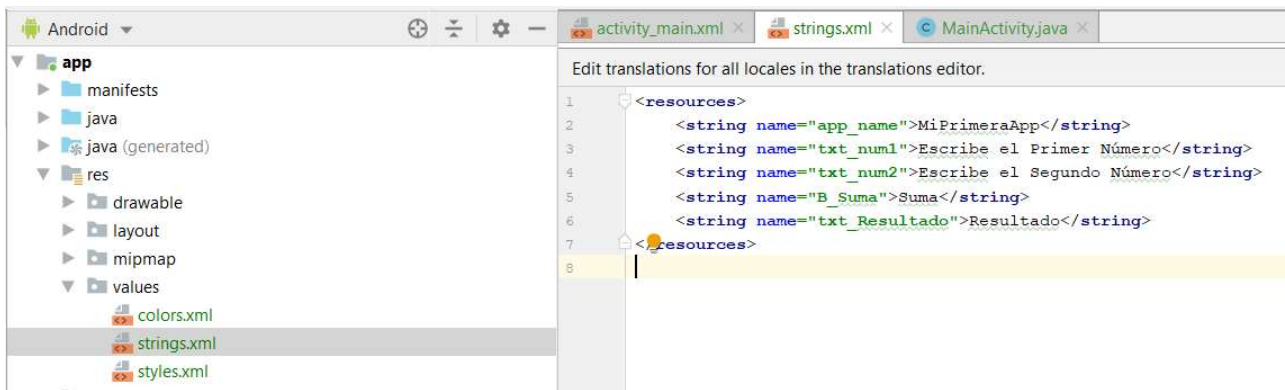 Android
app
manifests
java
java (generated)
res
drawable
layout
mipmap
values
colors.xml
strings.xml
styles.xml
activity_main.xml
strings.xml
MainActivity.java
Edit translations for all locales in the translations editor.
1 <resources>
2 <string name="app_name">MiPrimeraApp</string>
3 <string name="txt_num1">Escribe el Primer Número</string>
4 <string name="txt_num2">Escribe el Segundo Número</string>
5 <string name="B_Suma">Suma</string>
6 <string name="txt_Resultado">Resultado</string>
7 </resources>
8